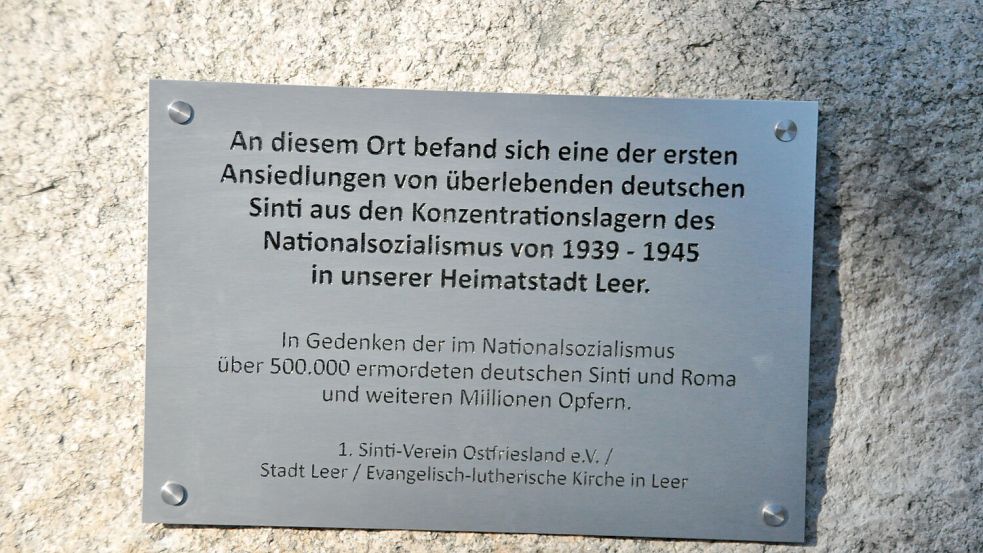 An diesem Ort befand sich eine der ersten
Ansiedlungen von überlebenden deutschen
Sinti aus den Konzentrationslagern des
Nationalsozialismus von 1939 - 1945
in unserer Heimatstadt Leer.
In Gedenken der im Nationalsozialismus
über 500.000 ermordeten deutschen Sinti und Roma
und weiteren Millionen Opfern.
1. Sinti-Verein Ostfriesland e.V. /
Stadt Leer / Evangelisch-lutherische Kirche in Leer